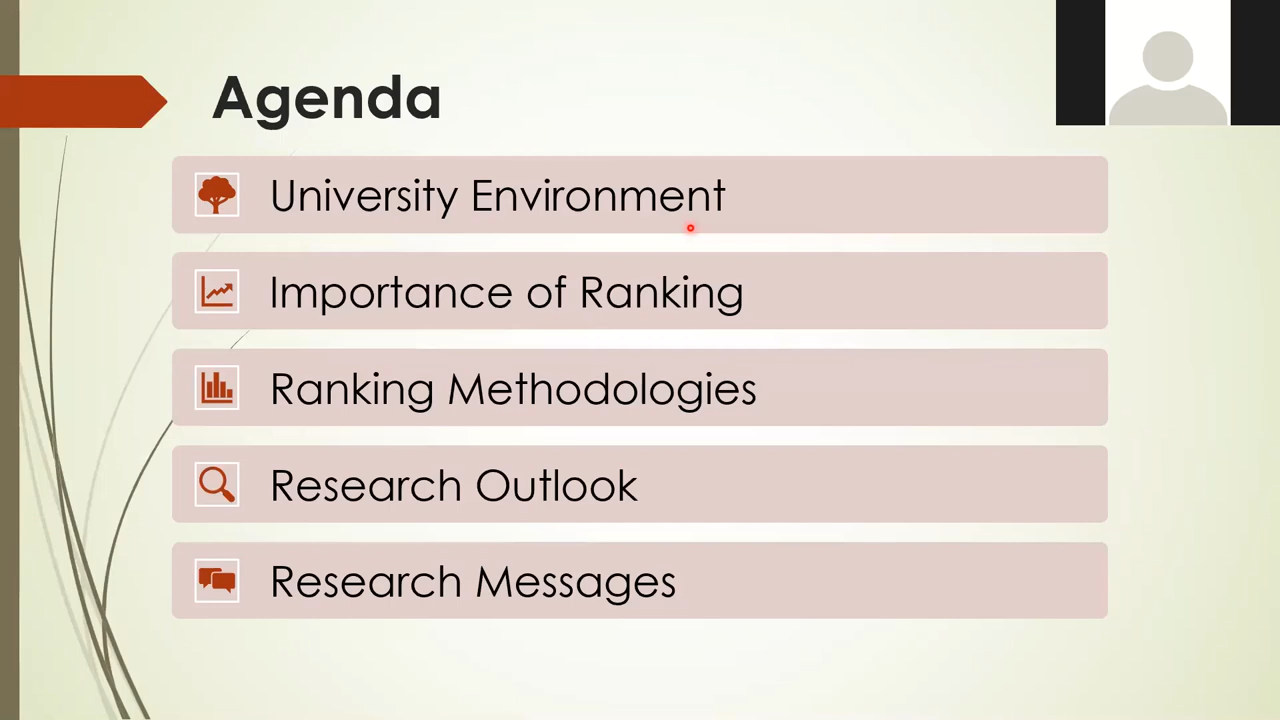 Agenda
University Environment
Importance of Ranking
Ranking Methodologies
Research Outlook
Research Messages